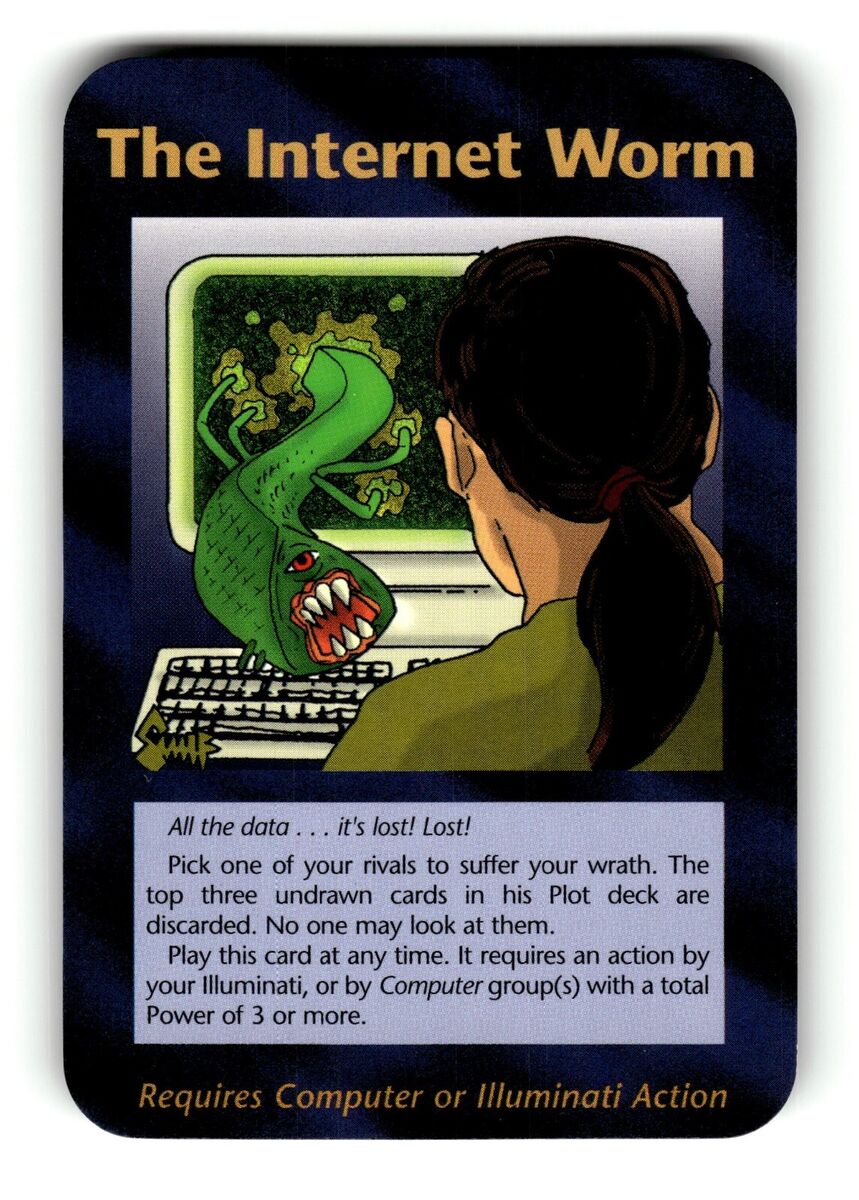 The Internet Worm
All the data . . . it's lost! Lost!
Pick one of your rivals to suffer your wrath. The
top three undrawn cards in his Plot deck are
discarded. No one may look at them.
Play this card at any time. It requires an action by
your Illuminati, or by Computer group(s) with a total
Power of 3 or more.
Requires Computer or Illuminati Action